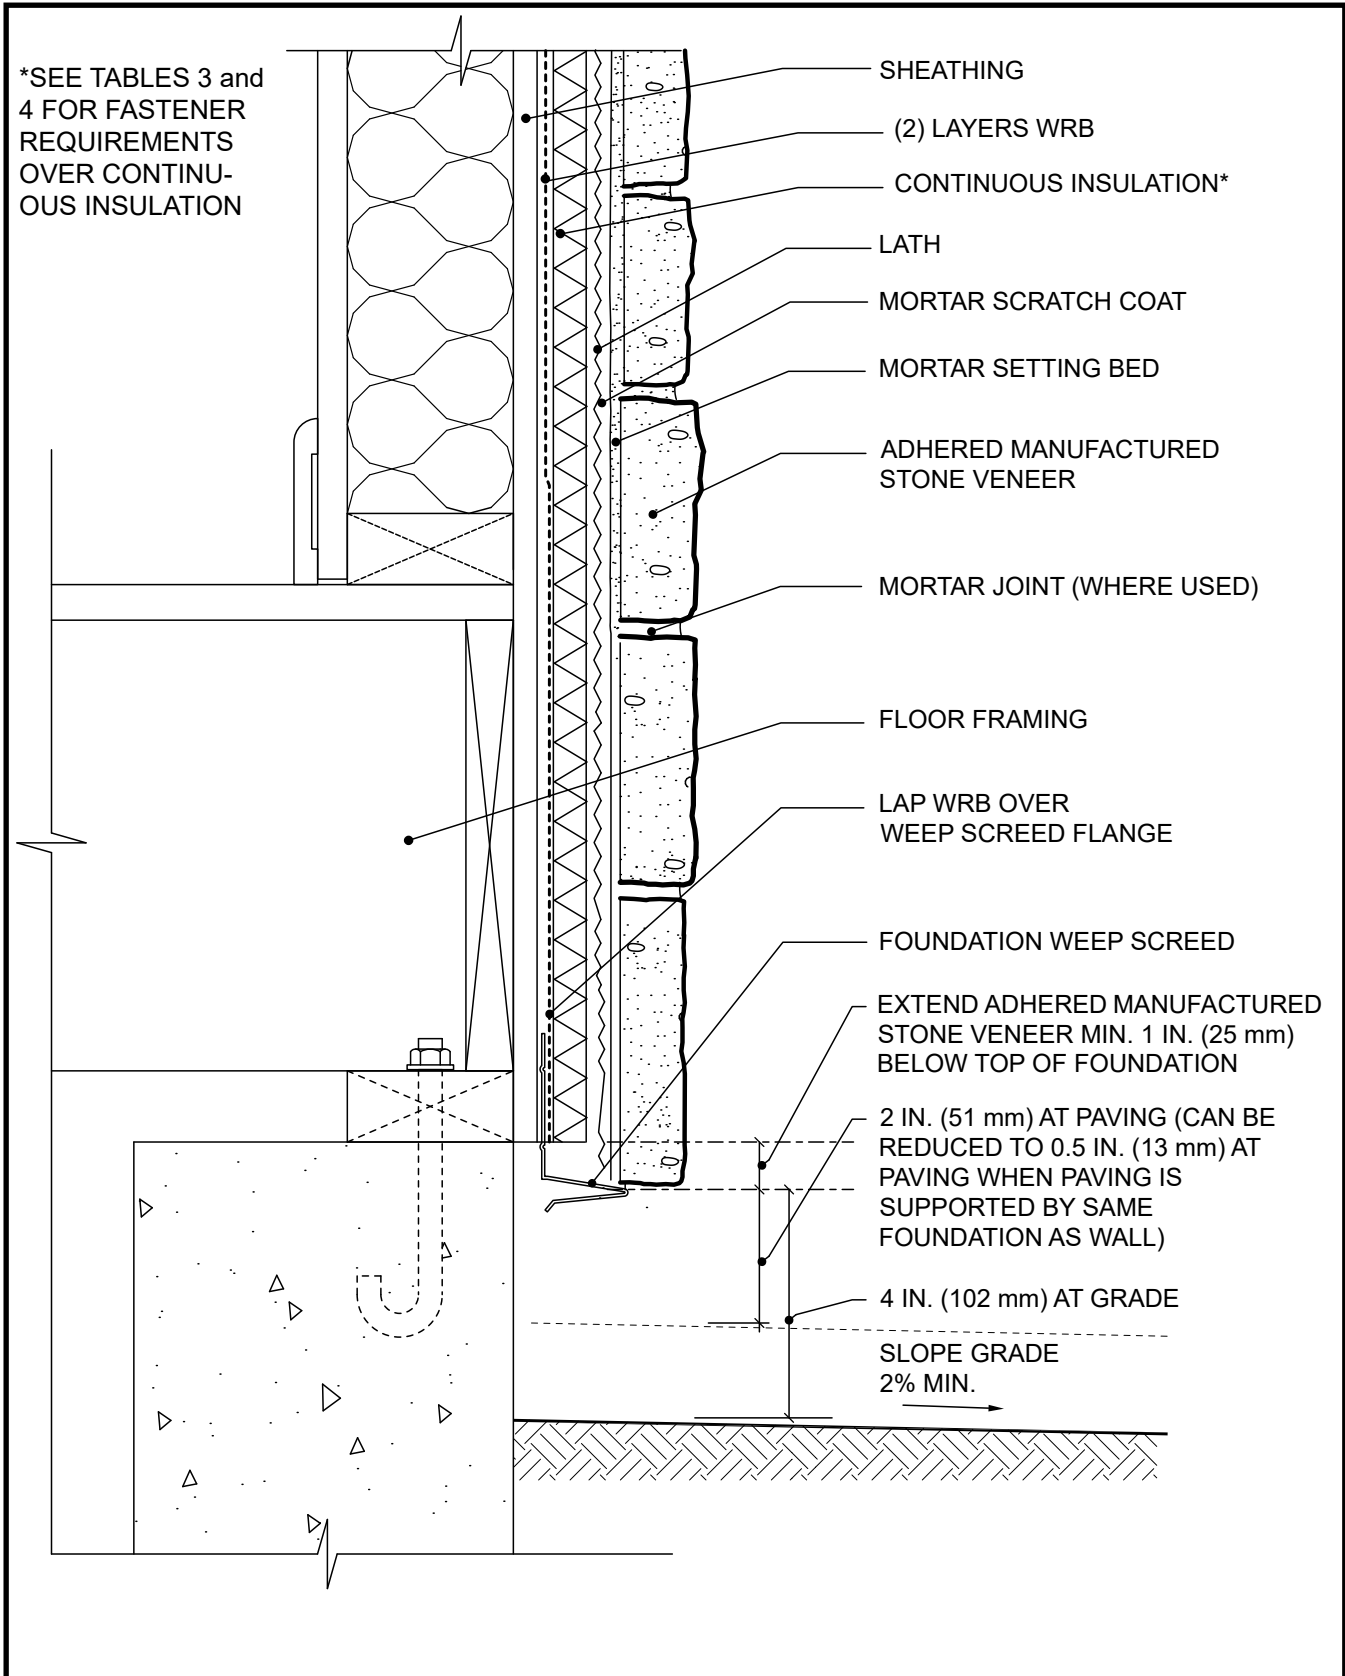 *SEE TABLES 3 and
4 FOR FASTENER
REQUIREMENTS
OVER CONTINU-
OUS INSULATION
SHEATHING
(2) LAYERS WRB
CONTINUOUS INSULATION*
LATH
MORTAR SCRATCH COAT
MORTAR SETTING BED
ADHERED MANUFACTURED
STONE VENEER
MORTAR JOINT (WHERE USED)
FLOOR FRAMING
LAP WRB OVER
WEEP SCREED FLANGE
FOUNDATION WEEP SCREED
EXTEND ADHERED MANUFACTURED
STONE VENEER MIN. 1 IN. (25 mm)
BELOW TOP OF FOUNDATION
2 IN. (51 mm) AT PAVING (CAN BE
REDUCED TO 0.5 IN. (13 mm) AT
PAVING WHEN PAVING IS
SUPPORTED BY SAME
FOUNDATION AS WALL)
4 IN. (102 mm) AT GRADE
SLOPE GRADE
2% MIN.